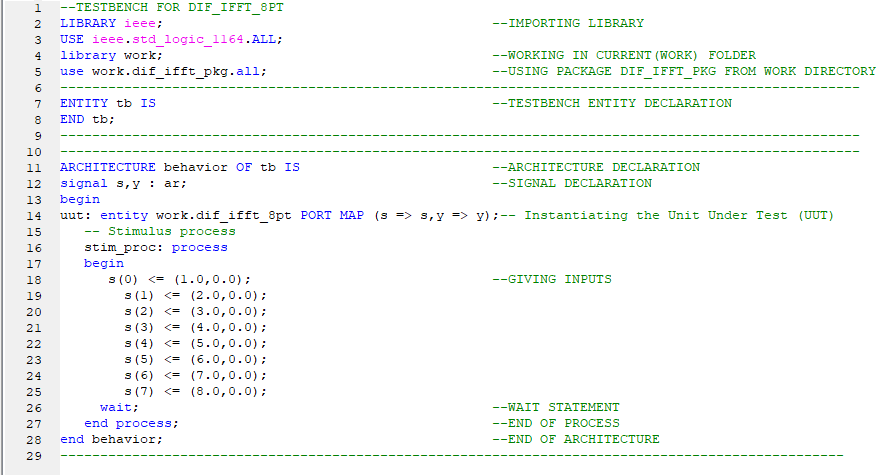 1 --TESTBENCH FOR DIF_IFFT_8PT
2 LIBRARY ieee; --IMPORTING LIBRARY
3 USE ieee.std_logic_1164.ALL;
4 library work; --WORKING IN CURRENT(WORK) FOLDER
5 use work.dif_ifft_pkg.all; --USING PACKAGE DIF_IFFT_PKG FROM WORK DIRECTORY
6 ----------------------------------------------------------------------------------------------------
7 ENTITY tb IS --TESTBENCH ENTITY DECLARATION
8 END tb;
9 ----------------------------------------------------------------------------------------------------
10 ----------------------------------------------------------------------------------------------------
11 ARCHITECTURE behavior OF tb IS --ARCHITECTURE DECLARATION
12 signal s,y : ar; --SIGNAL DECLARATION
13 begin
14 uut: entity work.dif_ifft_8pt PORT MAP (s => s,y => y);-- Instantiating the Unit Under Test (UUT)
15 -- Stimulus process
16 stim_proc: process
17 begin
18 s(0) <= (1.0,0.0); --GIVING INPUTS
19 s(1) <= (2.0,0.0);
20 s(2) <= (3.0,0.0);
21 s(3) <= (4.0,0.0);
22 s(4) <= (5.0,0.0);
23 s(5) <= (6.0,0.0);
24 s(6) <= (7.0,0.0);
25 s(7) <= (8.0,0.0);
26 wait; --WAIT STATEMENT
27 end process; --END OF PROCESS
28 end behavior; --END OF ARCHITECTURE
29 --------------------------------------------------------------------------------------------------